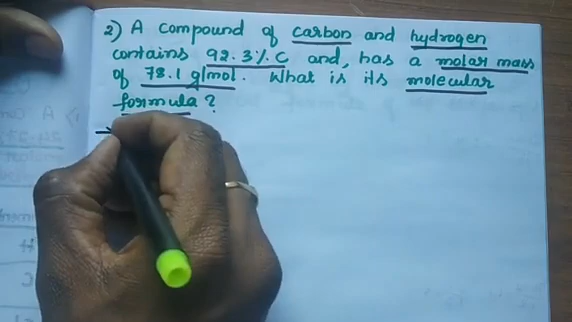 2) A compound of carbon and hydrogen
contains 92.3% C and, has a molar mass
of 78.1 g/mol. What is its molecular
formula?